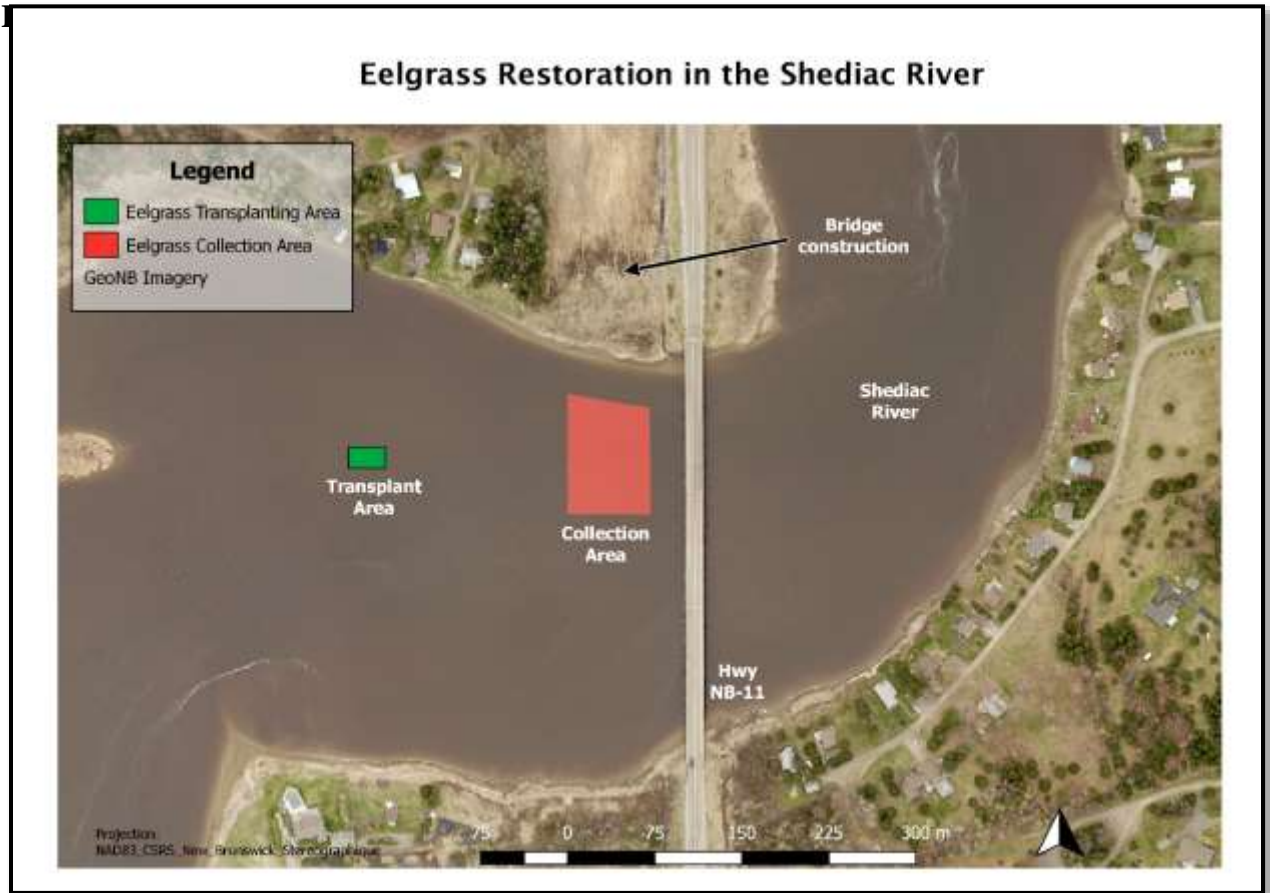 Eelgrass Restoration in the Shediac River
Legend
Eelgrass Transplanting Area
Eelgrass Collection Area
GeoNB Imagery
Bridge
construction
Shediac
River
Transplant
Area
Collection
Area
Hwy
NB-11
Projection
NAD83_CSRS_New_Brunswick_Stereographique
75 0 75 150 225 300 m